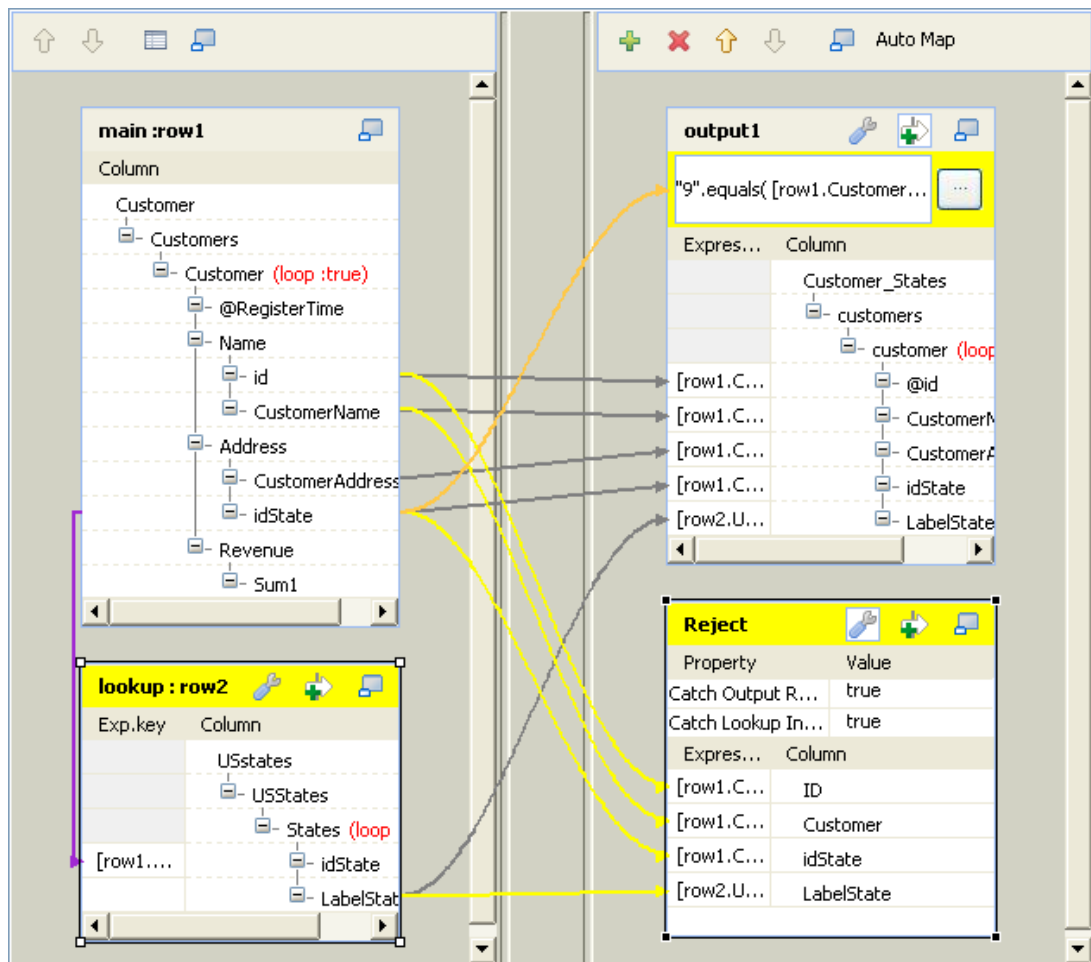 Auto Map
main :row1
Column
Customer
Customers
Customer (loop :true)
@RegisterTime
Name
id
CustomerName
Address
CustomerAddress
idState
Revenue
Sum1
lookup : row2
Exp.key Column
USstates
USStates
States (loop
idState
[row1....
LabelStat
output1
"9".equals( [row1.Customer...
...
Expres... Column
Customer_States
customers
customer (loop
[row1.C... @id
[row1.C... CustomerN
[row1.C... CustomerA
[row1.C... idState
[row2.U... LabelState
Reject
Property Value
Catch Output R... true
Catch Lookup In... true
Expres... Column
[row1.C... ID
[row1.C... Customer
[row1.C... idState
[row2.U... LabelState